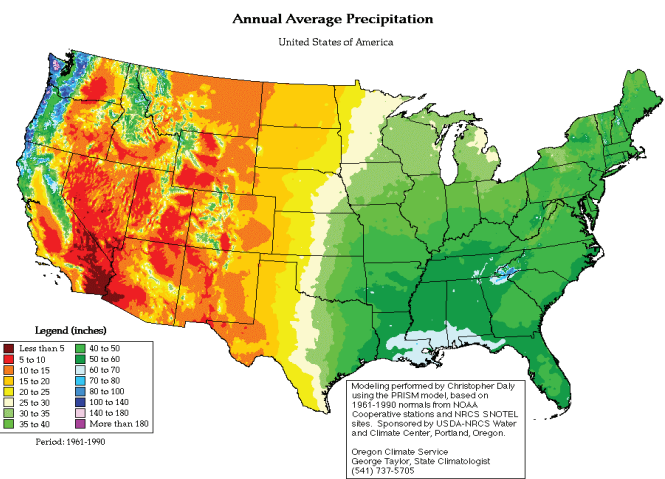 Annual Average Precipitation
United States of America
Legend (inches)
Less than 5
5 to 10
10 to 15
15 to 20
20 to 25
25 to 30
30 to 35
35 to 40
40 to 50
50 to 60
60 to 70
70 to 80
80 to 100
100 to 140
140 to 180
More than 180
Period: 1961-1990
Modeling performed by Christopher Daly
using the PRISM model, based on
1961-1990 normals from NOAA
Cooperative stations and NRCS SNOTEL
sites. Sponsored by USDA-NRCS Water
and Climate Center, Portland, Oregon.
Oregon Climate Service
George Taylor, State Climatologist
(541) 737-5705